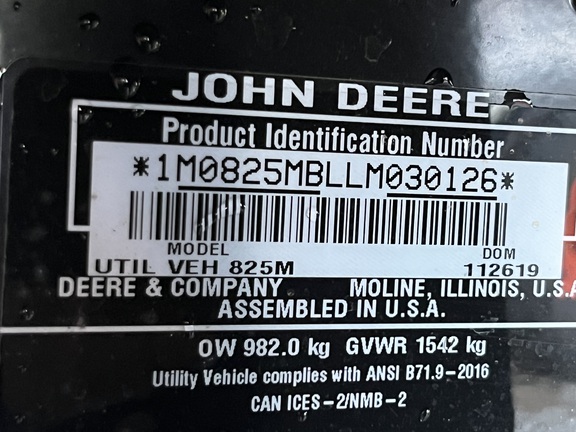 JOHN DEERE
Product Identification Number
*1M0825MBLLM030126*
MODEL DOM
UTIL VEH 825M 112619
DEERE & COMPANY MOLINE, ILLINOIS, U.S.A
ASSEMBLED IN U.S.A.
OW 982.0 kg GVWR 1542 kg
Utility Vehicle complies with ANSI B71.9-2016
CAN ICES-2/NMB-2